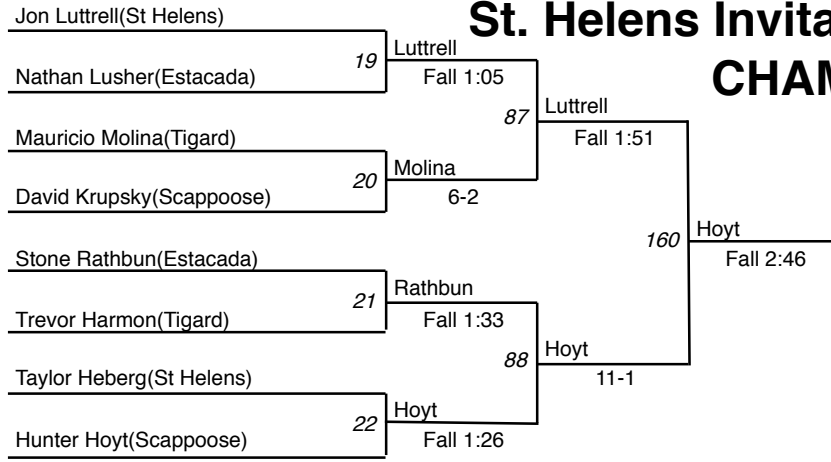 St. Helens Invita
CHAM
Jon Luttrell(St Helens)
19
Luttrell
Nathan Lusher(Estacada)
Fall 1:05
87
Luttrell
Mauricio Molina(Tigard)
Fall 1:51
20
Molina
David Krupsky(Scappoose)
6-2
160
Hoyt
Stone Rathbun(Estacada)
Fall 2:46
21
Rathbun
Trevor Harmon(Tigard)
Fall 1:33
88
Hoyt
Taylor Heberg(St Helens)
11-1
22
Hoyt
Hunter Hoyt(Scappoose)
Fall 1:26